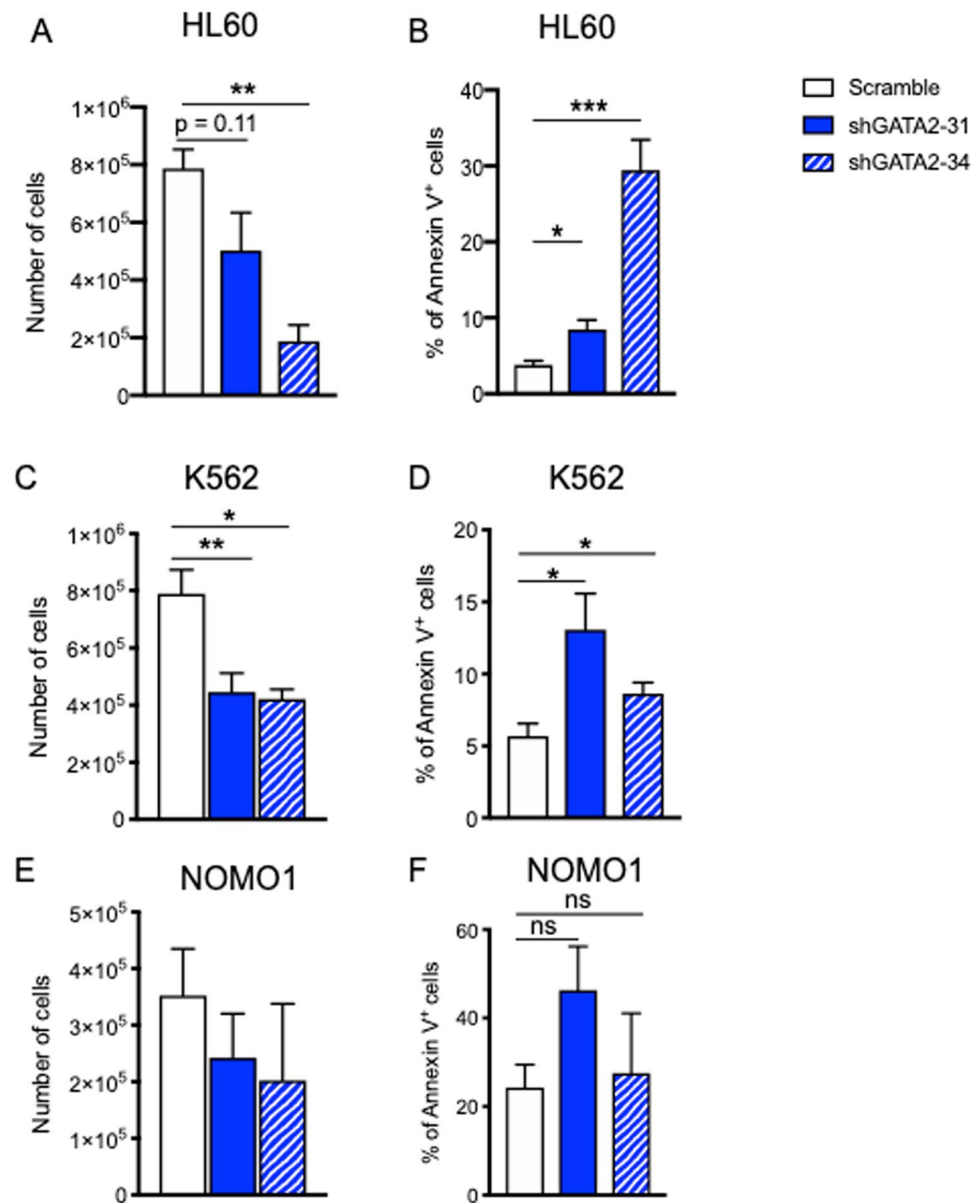 A
HL60
Number of cells
1×10⁶
8×10⁵
6×10⁵
4×10⁵
2×10⁵
0
**
p = 0.11
B
HL60
% of Annexin V⁺ cells
40
30
20
10
0
***
*
Scramble
shGATA2-31
shGATA2-34
C
K562
Number of cells
1×10⁶
8×10⁵
6×10⁵
4×10⁵
2×10⁵
0
*
**
D
K562
% of Annexin V⁺ cells
20
15
10
5
0
*
*
E
NOMO1
Number of cells
5×10⁵
4×10⁵
3×10⁵
2×10⁵
1×10⁵
0
F
NOMO1
% of Annexin V⁺ cells
60
40
20
0
ns
ns